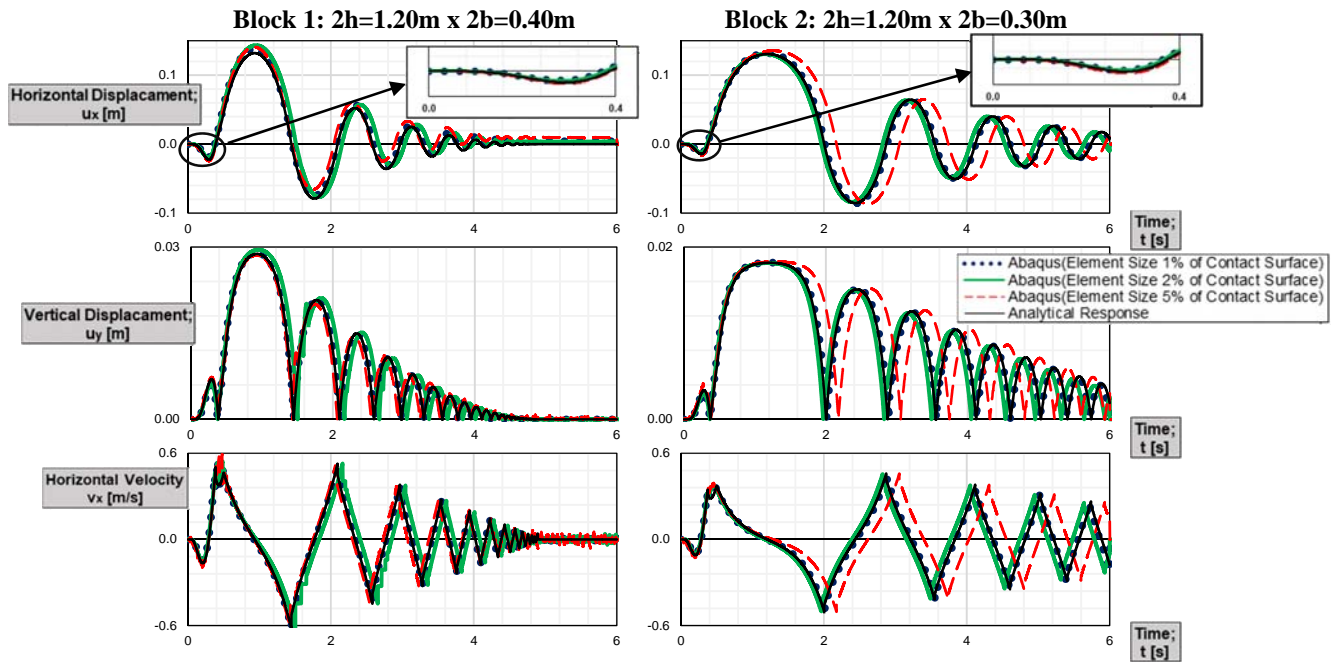 Block 1: 2h=1.20m x 2b=0.40m
Block 2: 2h=1.20m x 2b=0.30m
Horizontal Displacament;
ux [m]
0.1
0.0
-0.1
0
2
4
6
0.0
0.4
0.1
0.0
-0.1
0
2
4
6
0.0
0.4
Time;
t [s]
Vertical Displacament;
uy [m]
0.03
0.00
0
2
4
6
0.02
0.00
0
2
4
6
Abaqus(Element Size 1% of Contact Surface)
Abaqus(Element Size 2% of Contact Surface)
Abaqus(Element Size 5% of Contact Surface)
Analytical Response
Time;
t [s]
Horizontal Velocity
vx [m/s]
0.6
0.0
-0.6
0
2
4
6
0.6
0.0
-0.6
0
2
4
6
Time;
t [s]